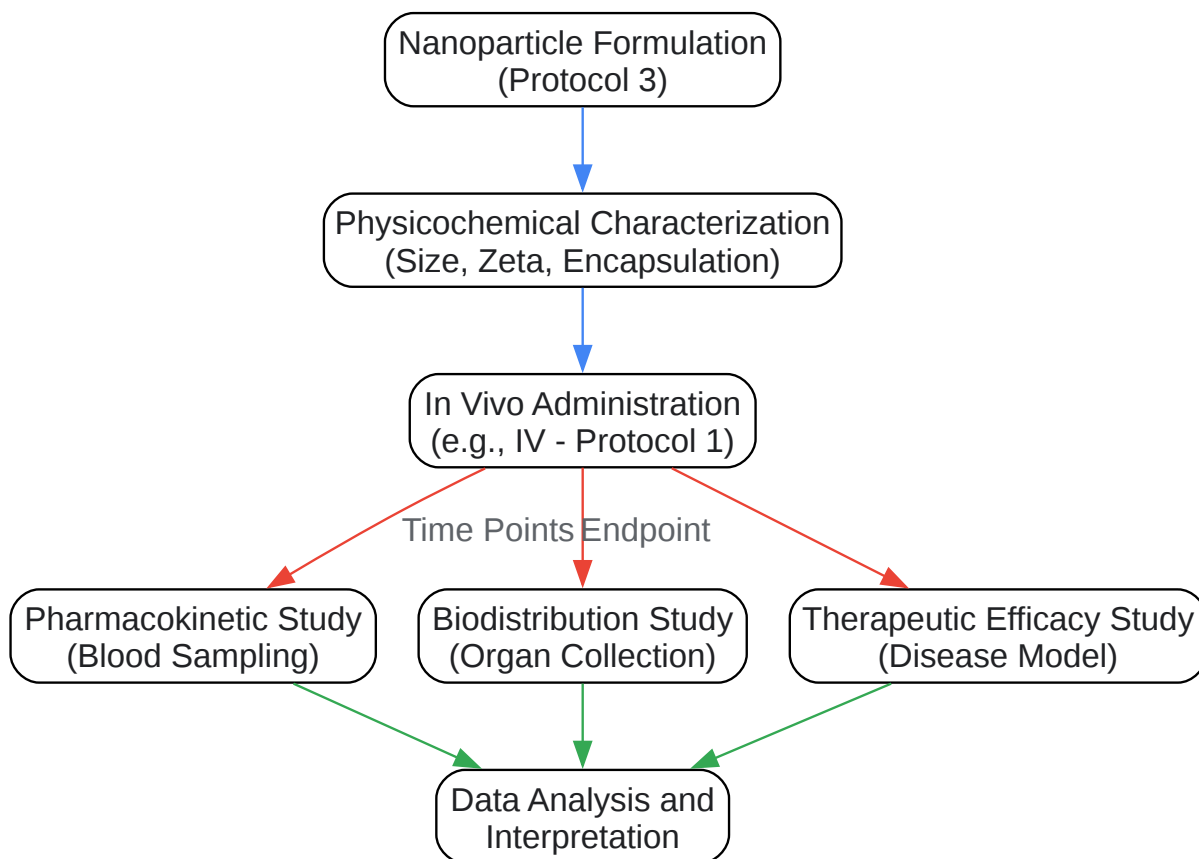 Nanoparticle Formulation
(Protocol 3)
Physicochemical Characterization
(Size, Zeta, Encapsulation)
In Vivo Administration
(e.g., IV - Protocol 1)
Time Points
Endpoint
Pharmacokinetic Study
(Blood Sampling)
Biodistribution Study
(Organ Collection)
Therapeutic Efficacy Study
(Disease Model)
Data Analysis and
Interpretation